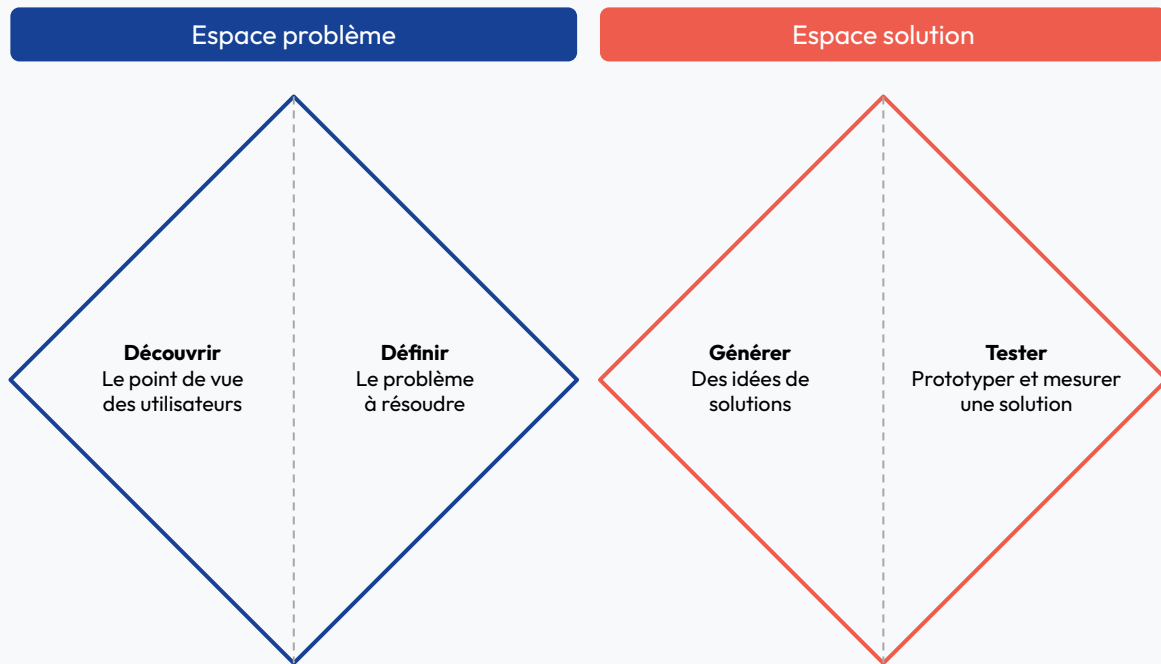 Espace problème
Espace solution
Découvrir
Le point de vue
des utilisateurs
Définir
Le problème
à résoudre
Générer
Des idées de
solutions
Tester
Prototyper et mesurer
une solution